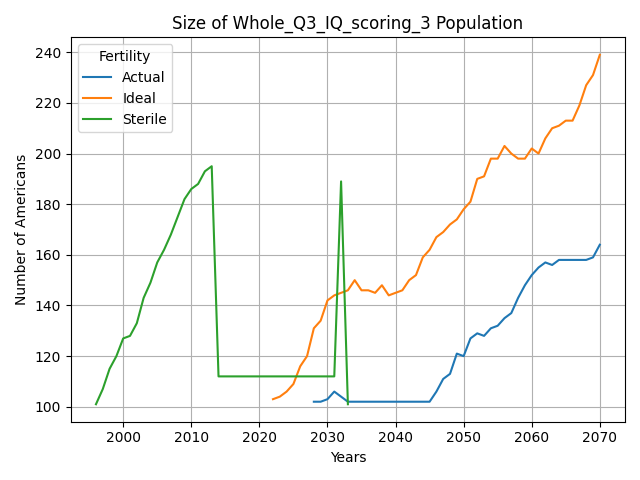 Size of Whole_Q3_IQ_scoring_3 Population
Fertility
Actual
Ideal
Sterile
Number of Americans
240
220
200
180
160
140
120
100
2000 2010 2020 2030 2040 2050 2060 2070
Years